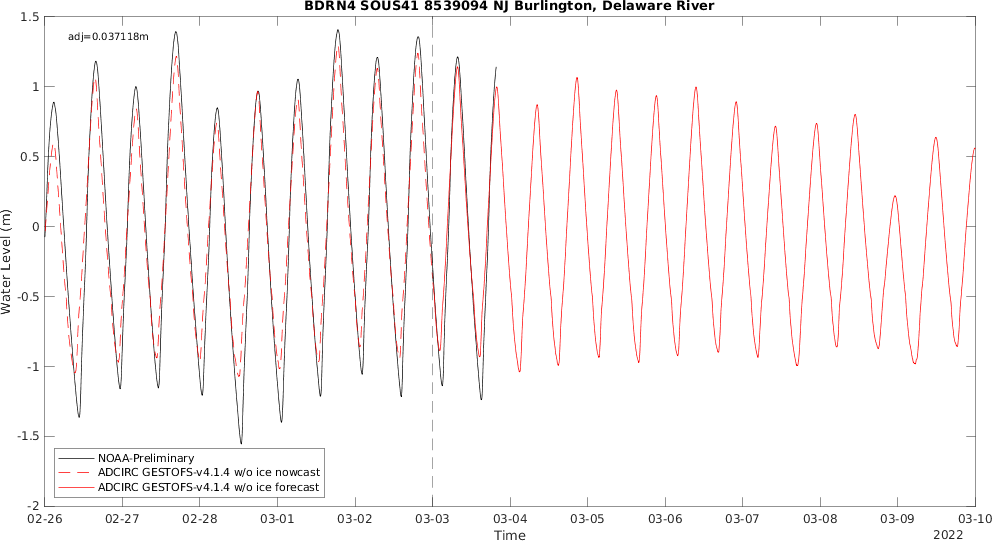 BDRN4 SOUS41 8539094 NJ Burlington, Delaware River
adj=0.037118m
1.5
1
0.5
0
-0.5
-1
-1.5
-2
Water Level (m)
NOAA-Preliminary
ADCIRC GESTOFS-v4.1.4 w/o ice nowcast
ADCIRC GESTOFS-v4.1.4 w/o ice forecast
02-26 02-27 02-28 03-01 03-02 03-03 03-04 03-05 03-06 03-07 03-08 03-09 03-10
Time
2022